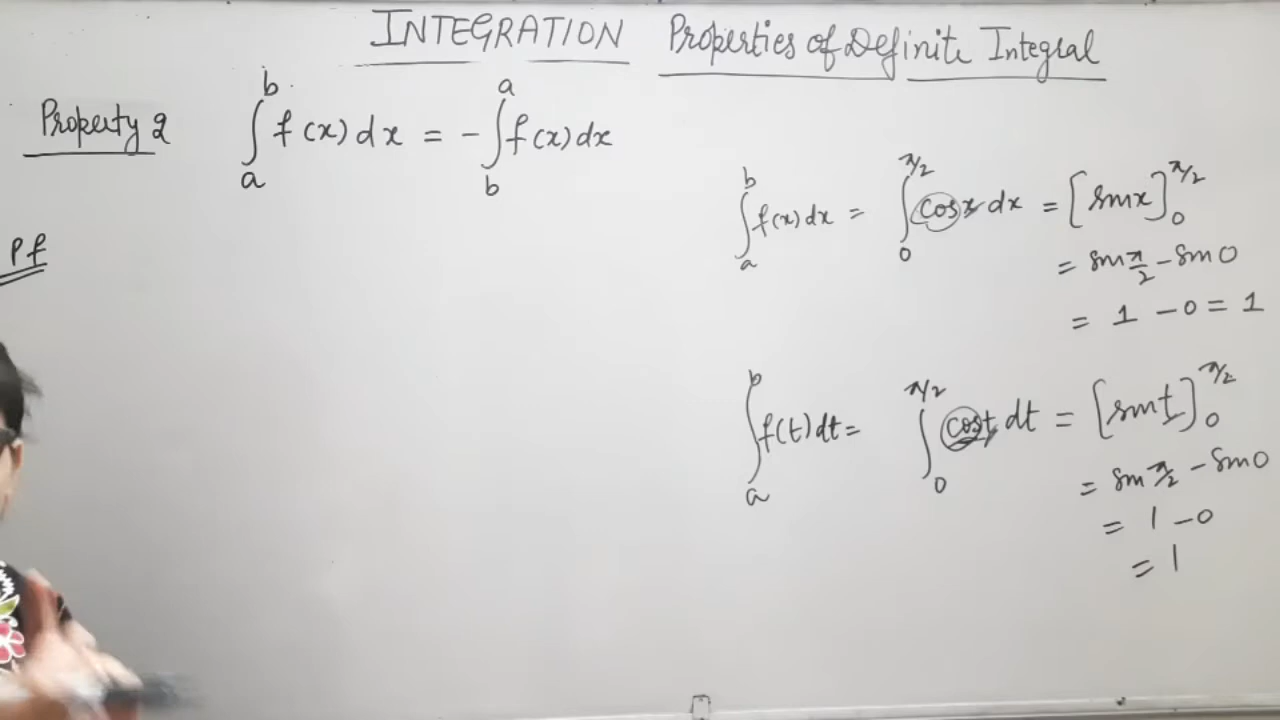 INTEGRATION Properties of Definite Integral
Property 2 ∫_a^b f(x) dx = - ∫_b^a f(x) dx
Pf
∫_a^b f(x) dx = ∫_0^{π/2} cos x dx = [sin x]_0^{π/2}
= sin π/2 - sin 0
= 1 - 0 = 1
∫_a^b f(t) dt = ∫_0^{π/2} cos t dt = [sin t]_0^{π/2}
= sin π/2 - sin 0
= 1 - 0
= 1